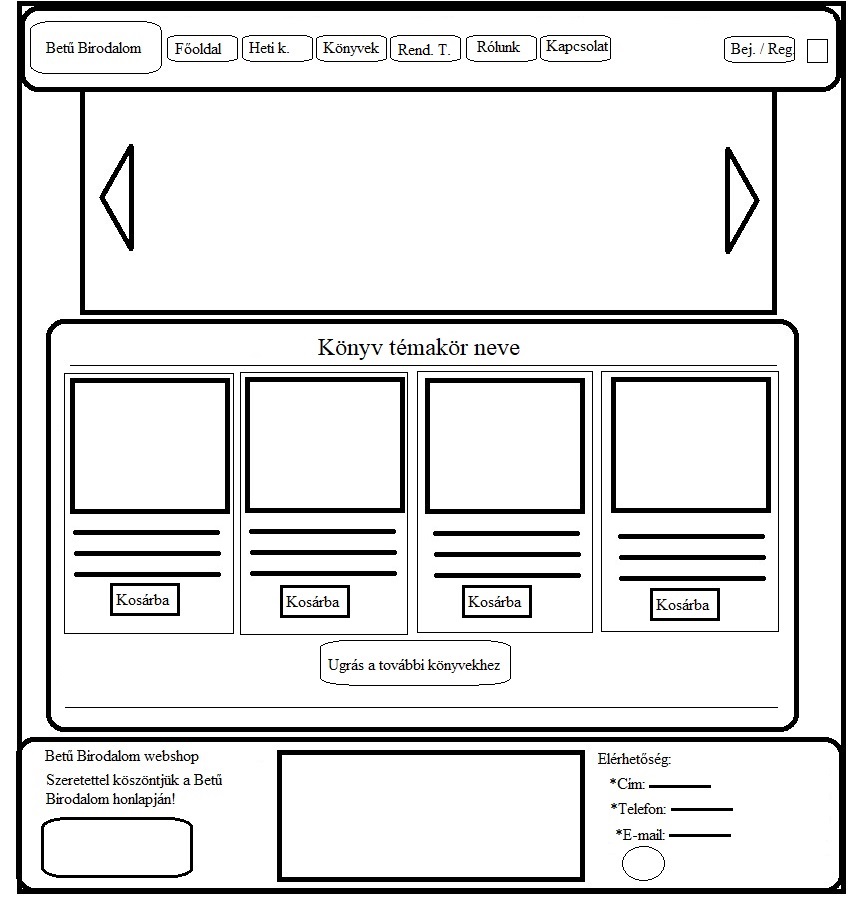 Betű Birodalom
Főoldal
Heti k.
Könyvek
Rend. T.
Rólunk
Kapcsolat
Bej. / Reg.
Könyv témakör neve
Kosárba
Kosárba
Kosárba
Kosárba
Ugrás a további könyvekhez
Betű Birodalom webshop
Szeretettel köszöntjük a Betű
Birodalom honlapján!
Elérhetőség:
*Cím:
*Telefon:
*E-mail: